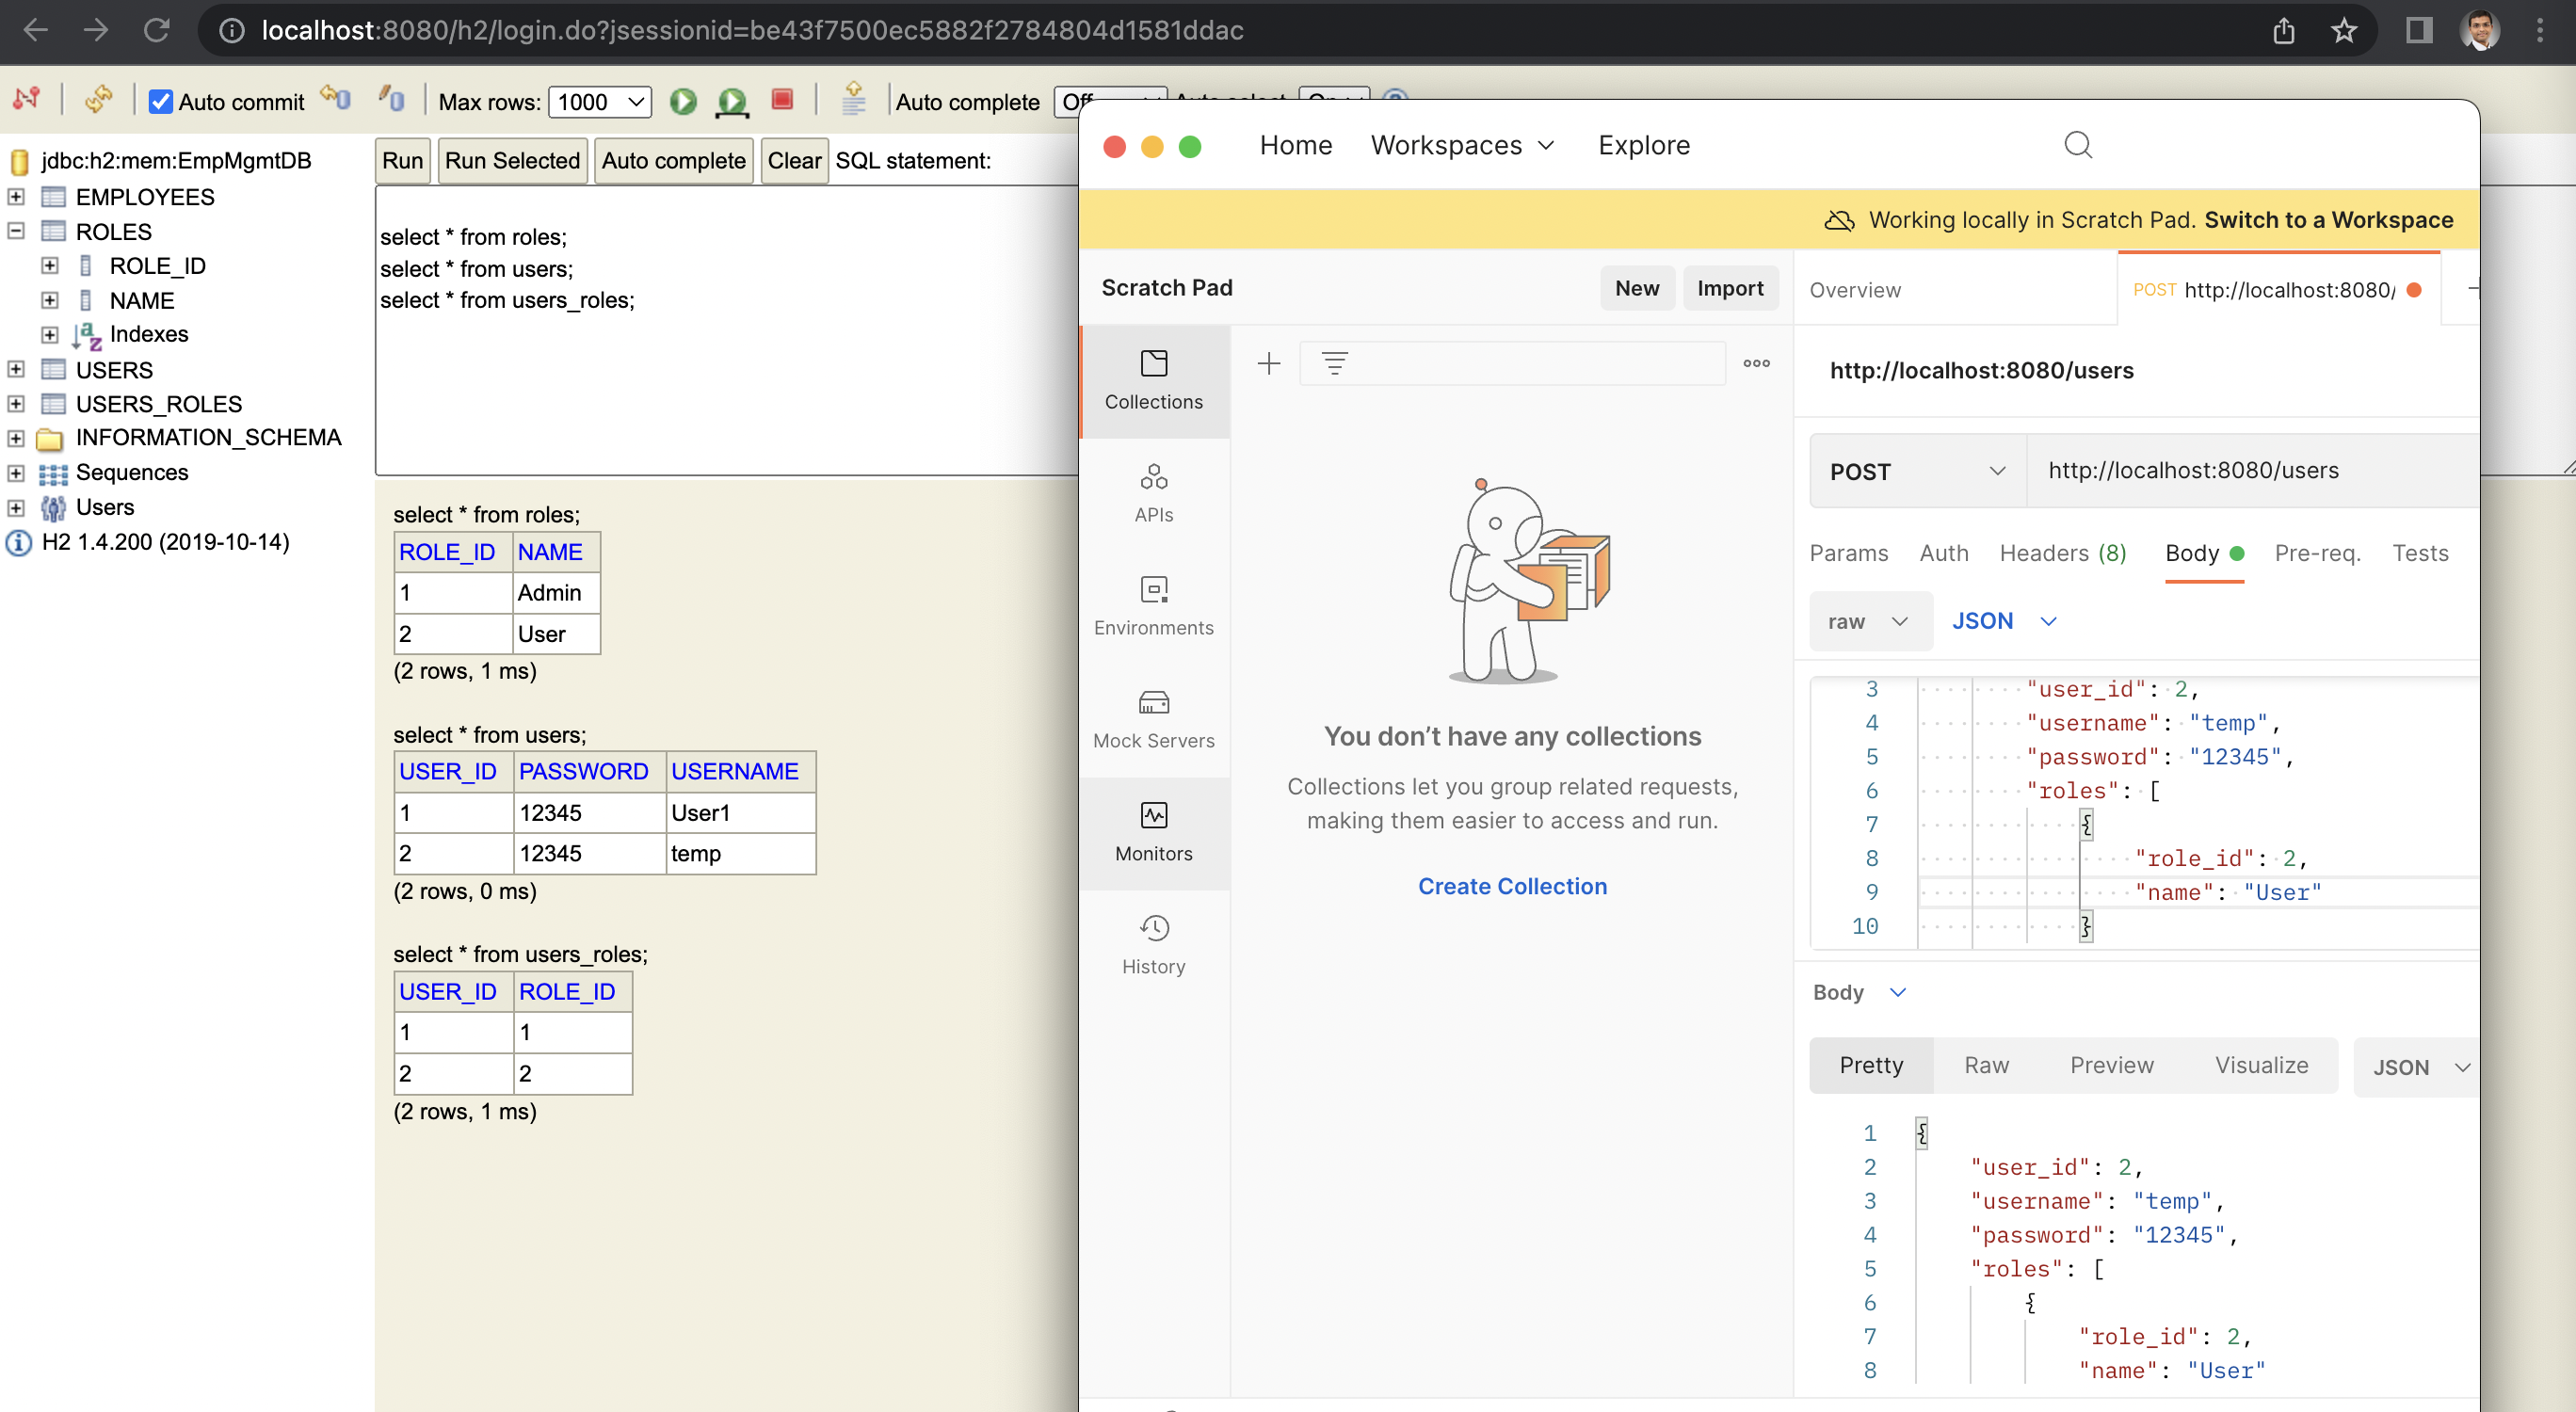 localhost:8080/h2/login.do?jsessionid=be43f7500ec5882f2784804d1581ddac
Auto commit
Max rows: 1000
Auto complete
jdbc:h2:mem:EmpMgmtDB
EMPLOYEES
ROLES
ROLE_ID
NAME
Indexes
USERS
USERS_ROLES
INFORMATION_SCHEMA
Sequences
Users
H2 1.4.200 (2019-10-14)
Run Run Selected Auto complete Clear SQL statement:
select * from roles;
select * from users;
select * from users_roles;
select * from roles;
ROLE_ID NAME
1 Admin
2 User
(2 rows, 1 ms)
select * from users;
USER_ID PASSWORD USERNAME
1 12345 User1
2 12345 temp
(2 rows, 0 ms)
select * from users_roles;
USER_ID ROLE_ID
1 1
2 2
(2 rows, 1 ms)
Home Workspaces Explore
Working locally in Scratch Pad. Switch to a Workspace
Scratch Pad New Import
Collections
APIs
Environments
Mock Servers
Monitors
History
You don’t have any collections
Collections let you group related requests,
making them easier to access and run.
Create Collection
Overview POST http://localhost:8080/
http://localhost:8080/users
POST http://localhost:8080/users
Params Auth Headers (8) Body Pre-req. Tests
raw JSON
3 "user_id": 2,
4 "username": "temp",
5 "password": "12345",
6 "roles": [
7 {
8 "role_id": 2,
9 "name": "User"
10 }
Body
Pretty Raw Preview Visualize JSON
1 {
2 "user_id": 2,
3 "username": "temp",
4 "password": "12345",
5 "roles": [
6 {
7 "role_id": 2,
8 "name": "User"